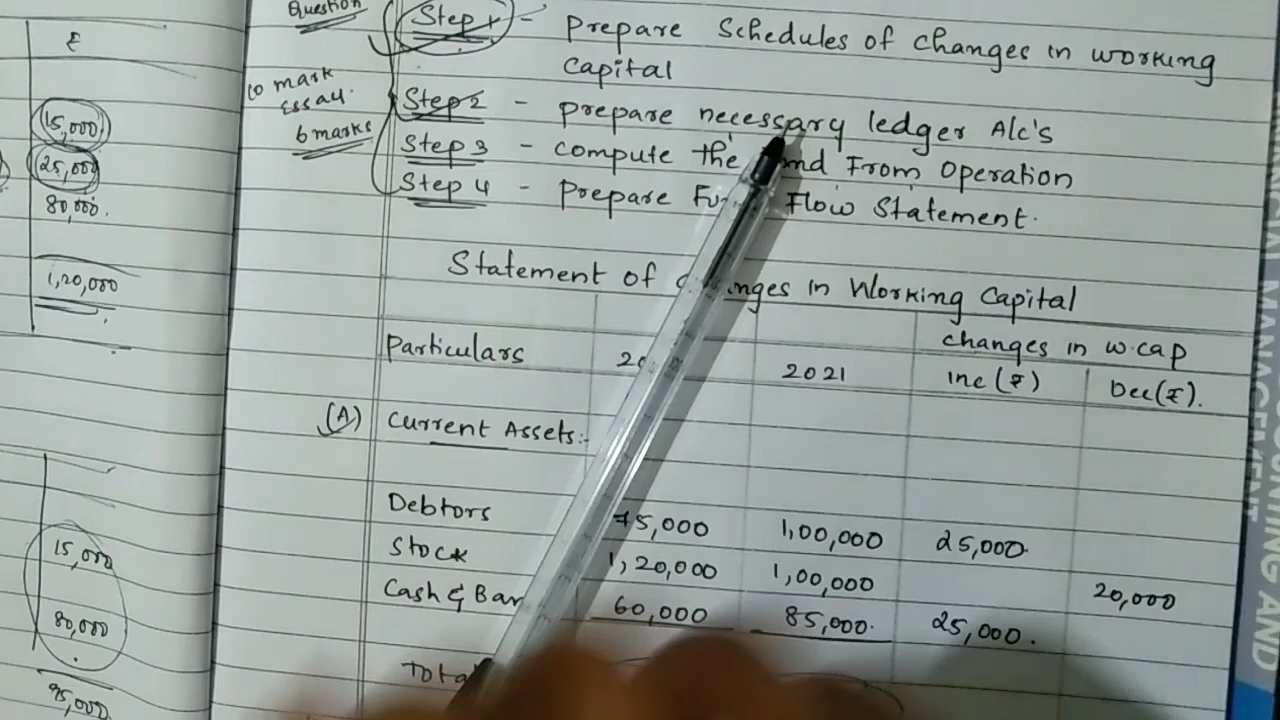 Question
Step 1 - Prepare Schedules of changes in working
Capital
10 mark
essay.
6 marks
Step 2 - prepare necessary ledger A/c's
Step 3 - compute the From Operation
Step 4 - Prepare Flow Statement.
Statement of in Working Capital
Particulars 2021 changes in w.cap
Inc (₹) Dec (₹).
(A) Current Assets:-
Debtors 75,000 1,00,000 25,000.
Stock 1,20,000 1,00,000 20,000
Cash & 60,000 85,000. 25,000.
₹
15,000
25,000
80,000.
1,20,000
15,000
80,000
95,000
MANAGEMENT
AND